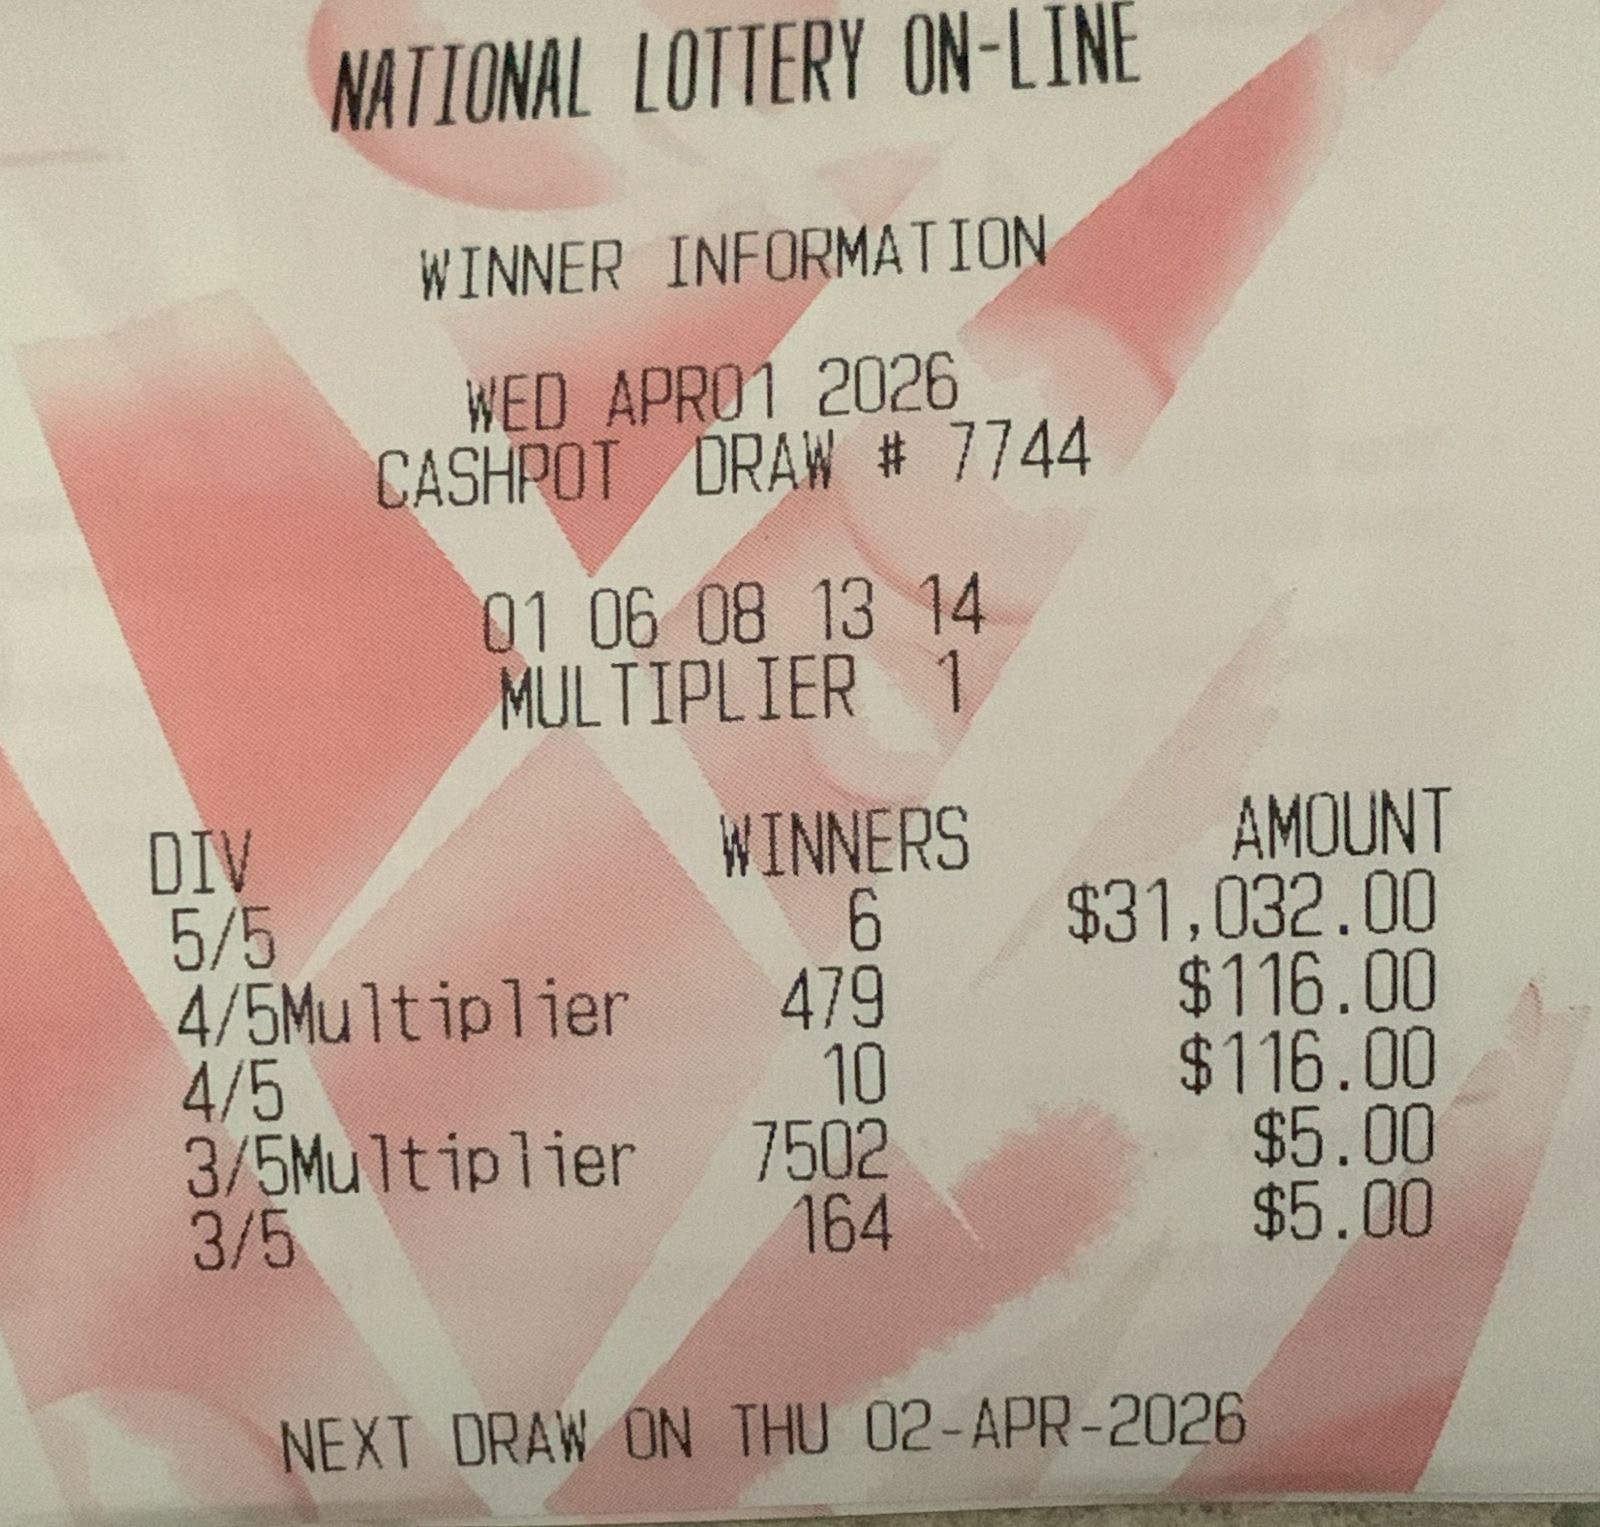 NATIONAL LOTTERY ON-LINE
WINNER INFORMATION
WED APR01 2026
CASHPOT DRAW # 7744
01 06 08 13 14
MULTIPLIER 1
DIV WINNERS AMOUNT
5/5 6 $31,032.00
4/5Multiplier 479 $116.00
4/5 10 $116.00
3/5Multiplier 7502 $5.00
3/5 164 $5.00
NEXT DRAW ON THU 02-APR-2026